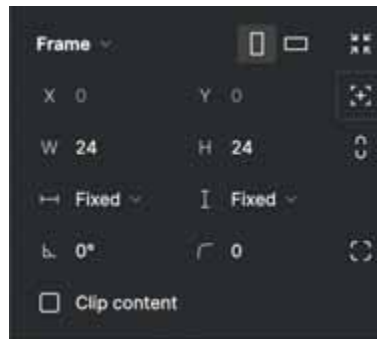 Frame
X 0 Y 0
W 24 H 24
Fixed Fixed
0° 0
Clip content